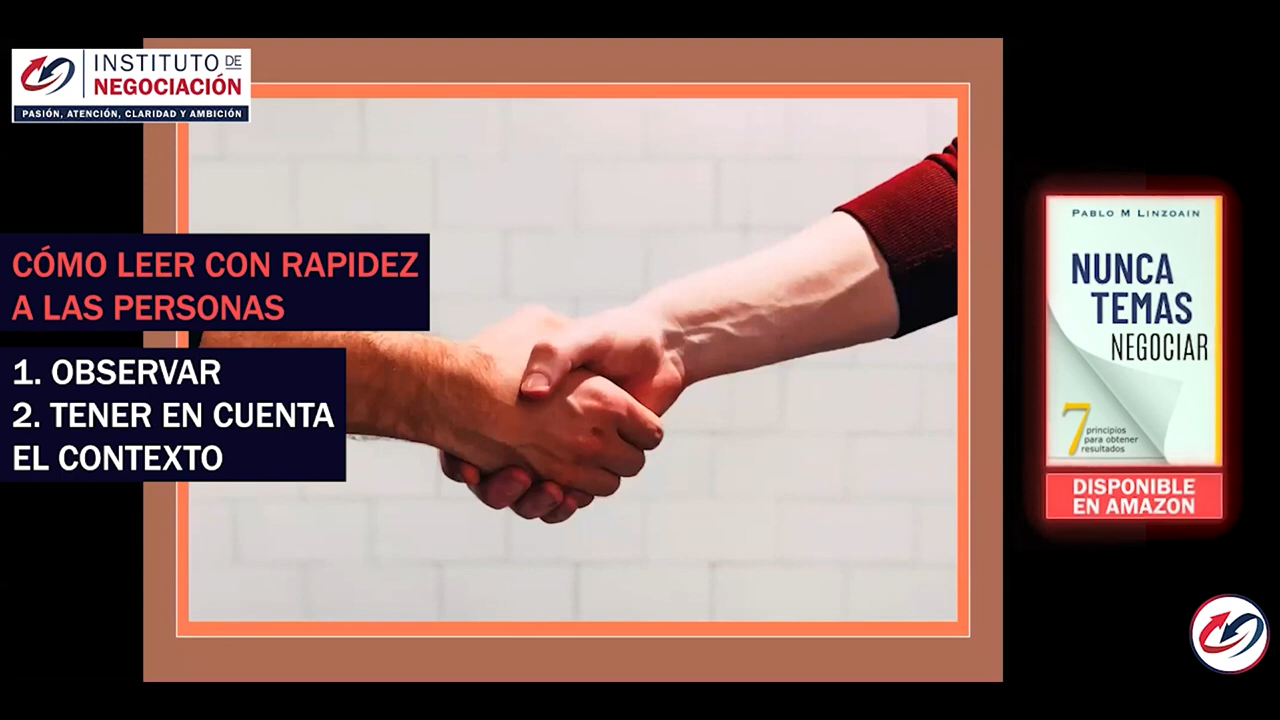 INSTITUTO DE
NEGOCIACIÓN
PASIÓN, ATENCIÓN, CLARIDAD Y AMBICIÓN
CÓMO LEER CON RAPIDEZ
A LAS PERSONAS
1. OBSERVAR
2. TENER EN CUENTA
EL CONTEXTO
PABLO M LINZOAIN
NUNCA
TEMAS
NEGOCIAR
7 principios
para obtener
resultados
DISPONIBLE
EN AMAZON